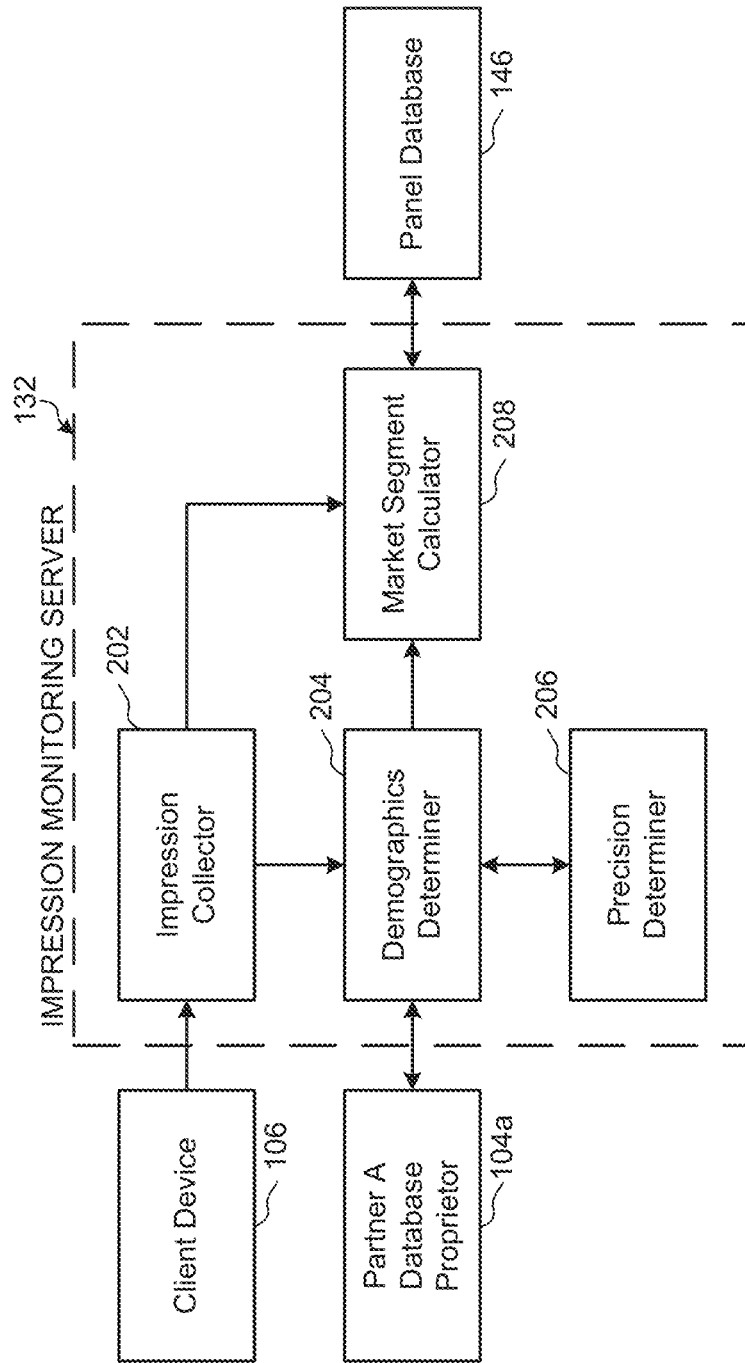 IMPRESSION MONITORING SERVER
132
Client Device
106
Impression
Collector
202
Partner A
Database
Proprietor
104a
Demographics
Determiner
204
Market Segment
Calculator
208
Panel Database
146
Precision
Determiner
206